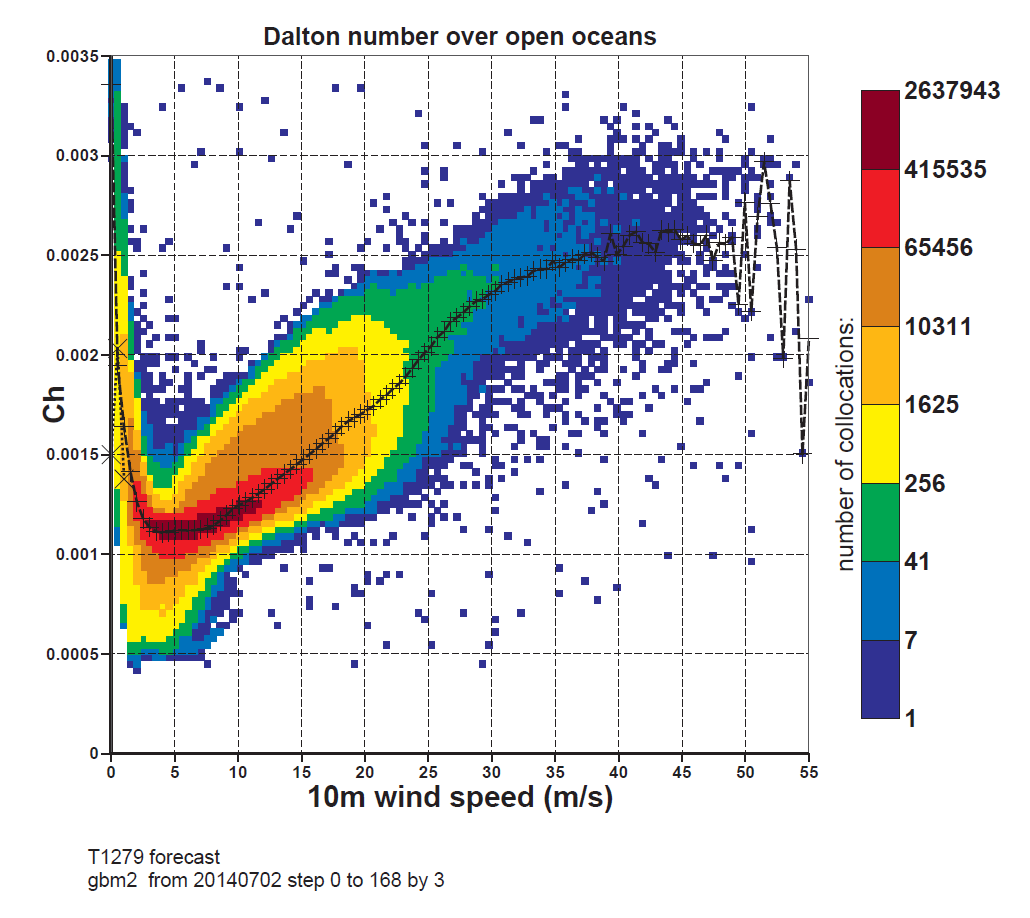 Dalton number over open oceans
0.0035
0.003
0.0025
0.002
0.0015
0.001
0.0005
0
Ch
0 5 10 15 20 25 30 35 40 45 50 55
10m wind speed (m/s)
2637943
415535
65456
10311
1625
256
41
7
1
number of collocations:
T1279 forecast
gbm2 from 20140702 step 0 to 168 by 3